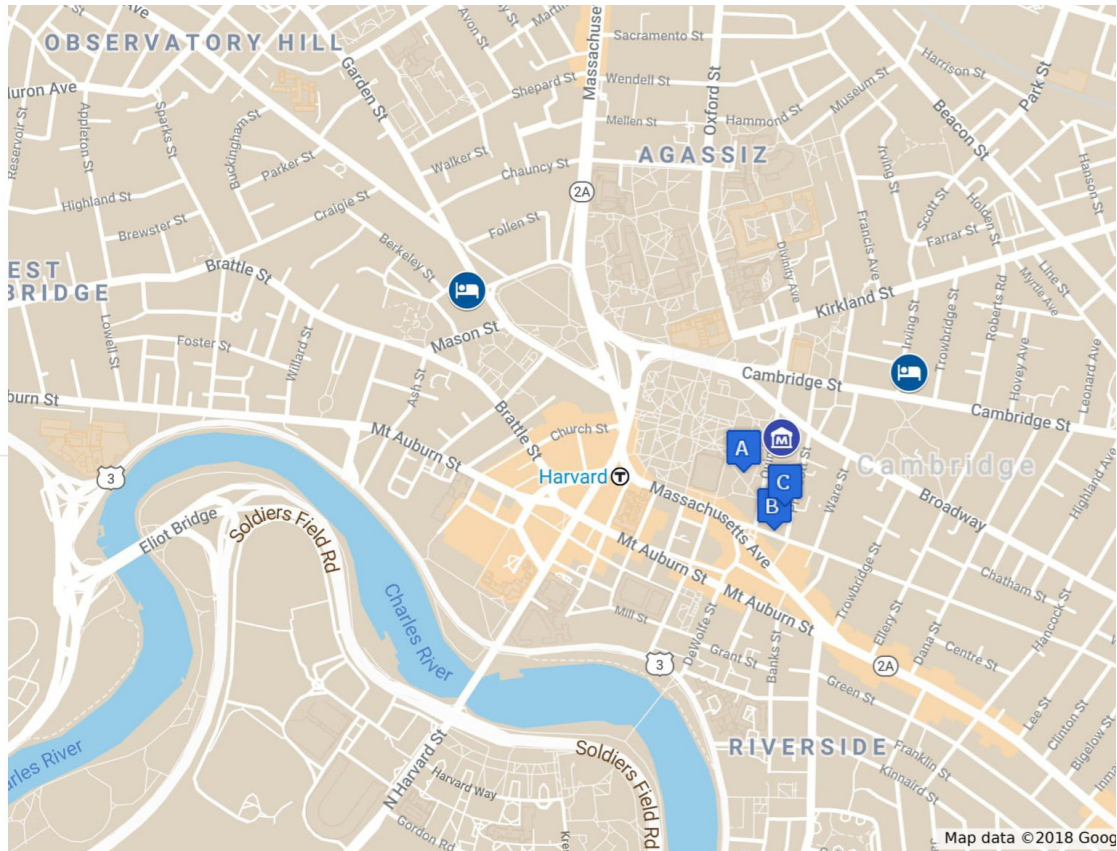 OBSERVATORY HILL
Huron Ave
Reservoir St
Appleton St
Sparks St
Buckingham St
Parker St
Highland St
Brewster St
Craigie St
Berkeley St
Garden St
Avon St
Martin
Shepard St
Walker St
Chauncy St
Follen St
Massachuse
Sacramento St
Wendell St
Mellen St
Oxford St
Hammond St
Museum St
AGASSIZ
2A
Harrison St
Park St
Beacon St
Hanson St
Irving St
Scott St
Holden St
Farrar St
Francis Ave
Divinity Ave
Line St
Myrtle Ave
Kirkland St
EST
BRIDGE
Brattle St
Lowell St
Foster St
Willard St
Mason St
Ash St
Irving St
Trowbridge St
Roberts Rd
Hovey Ave
Leonard Ave
Cambridge St
Cambridge St
burn St
Mt Auburn St
Brattle St
Church St
Harvard
T
Massachusetts Ave
M
A
C
B
Ware St
Cambridge
Highland Ave
Broadway
3
Eliot Bridge
Soldiers Field Rd
Charles River
Mt Auburn St
Mt Auburn St
Mill St
DeWolfe St
Grant St
Banks St
Trowbridge St
Ellery St
Dana St
Chatham St
Hancock St
Centre St
2A
3
Green St
Lee St
Clinton St
Bigelow St
Inma
arles River
N Harvard St
Soldiers Field Rd
RIVERSIDE
Franklin St
Kinnaird St
Harvard Way
Gordon Rd
Kre
Map data ©2018 Goog